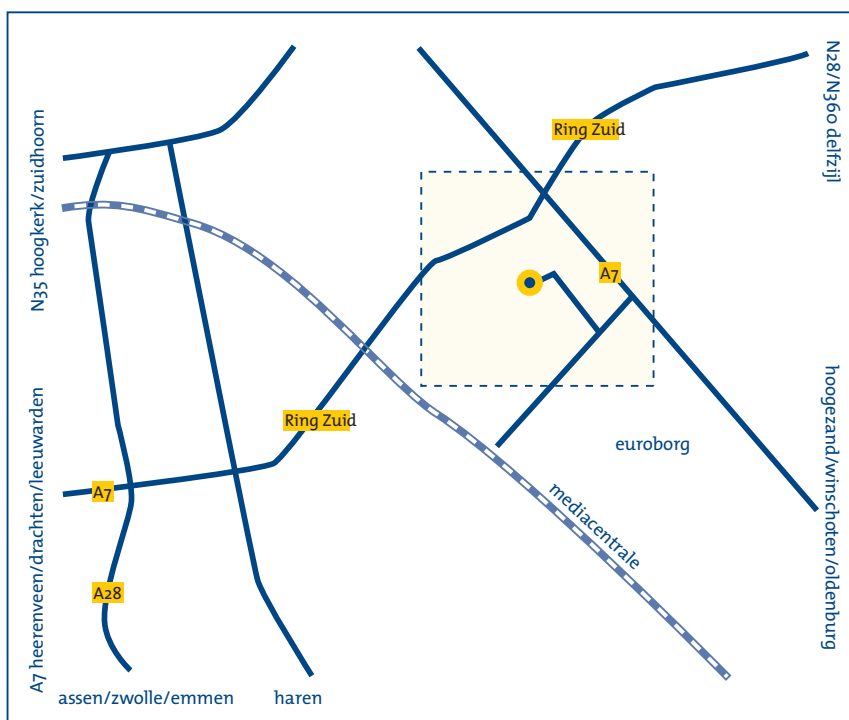 N28/N360 delfzijl
Ring Zuid
N35 hoogkerk/zuidhoorn
A7
hoogezand/winschoten/oldenburg
Ring Zuid
euroborg
A7 heerenveen/drachten/leeuwarden
A7
mediacentrale
A28
assen/zwolle/emmen
haren